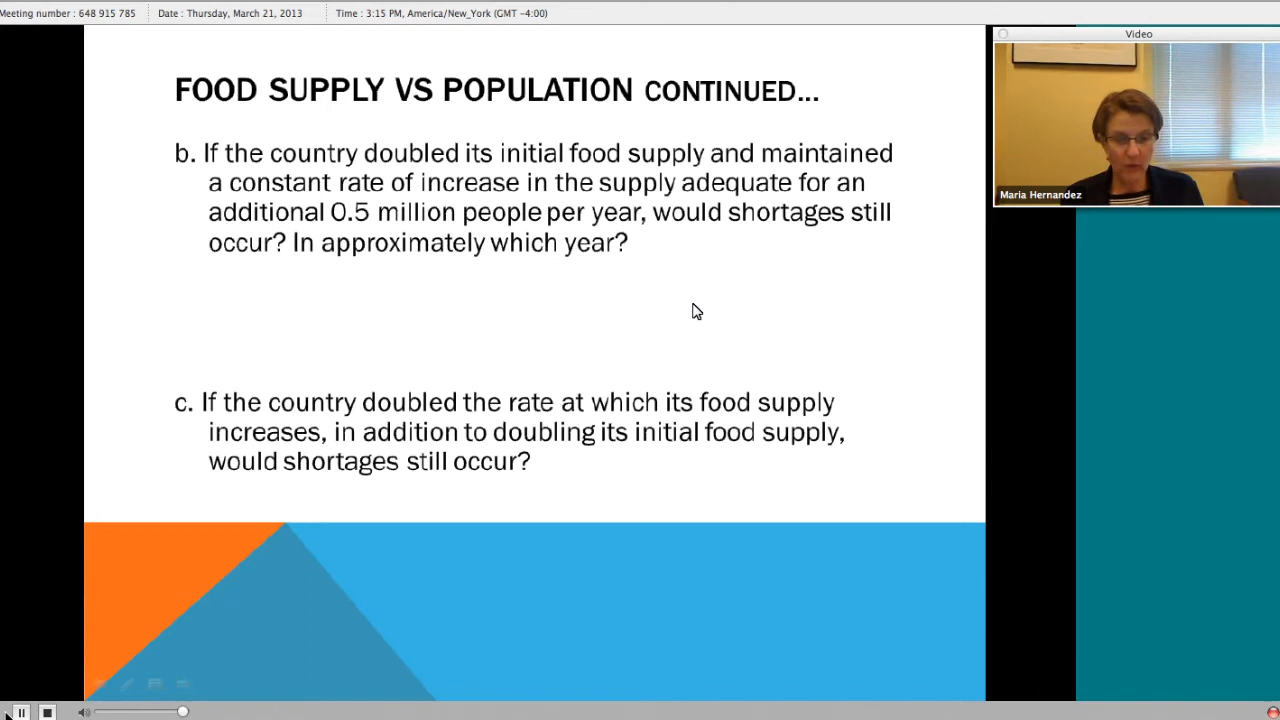 Meeting number : 648 915 785 Date : Thursday, March 21, 2013 Time : 3:15 PM, America/New_York (GMT -4:00)
Video
Maria Hernandez
FOOD SUPPLY VS POPULATION CONTINUED...
b. If the country doubled its initial food supply and maintained
a constant rate of increase in the supply adequate for an
additional 0.5 million people per year, would shortages still
occur? In approximately which year?
c. If the country doubled the rate at which its food supply
increases, in addition to doubling its initial food supply,
would shortages still occur?